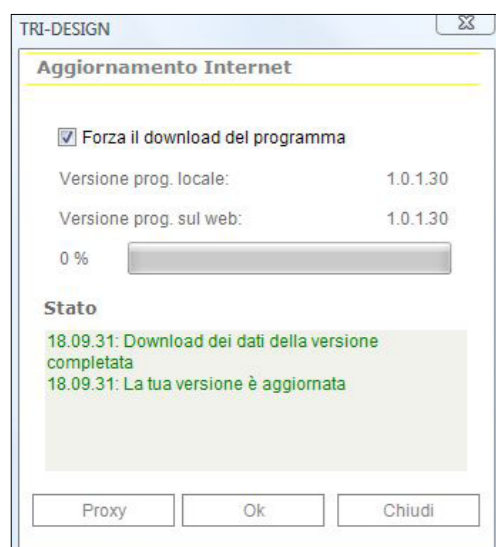 TRI-DESIGN
Aggiornamento Internet
Forza il download del programma
Versione prog. locale: 1.0.1.30
Versione prog. sul web: 1.0.1.30
0 %
Stato
18.09.31: Download dei dati della versione
completata
18.09.31: La tua versione è aggiornata
Proxy Ok Chiudi